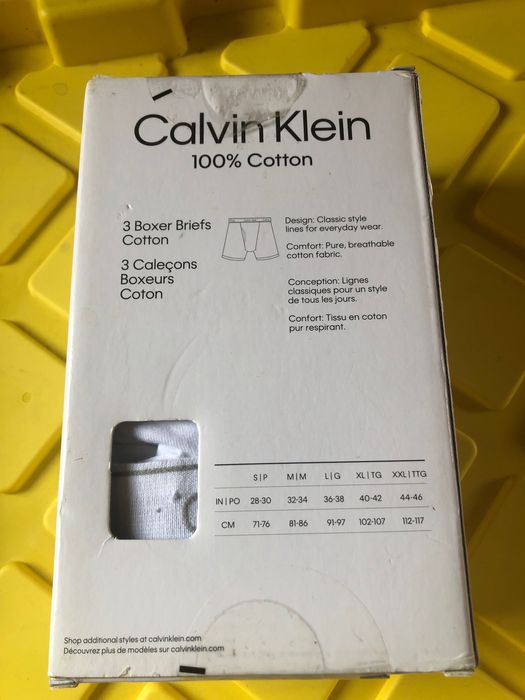 Calvin Klein
100% Cotton
3 Boxer Briefs
Cotton
3 Caleçons
Boxeurs
Coton
Design: Classic style
lines for everyday wear.
Comfort: Pure, breathable
cotton fabric.
Conception: Lignes
classiques pour un style
de tous les jours.
Confort: Tissu en coton
pur respirant.
S|P M|M L|G XL|TG XXL|TTG
IN|PO 28-30 32-34 36-38 40-42 44-46
CM 71-76 81-86 91-97 102-107 112-117
Shop additional styles at calvinklein.com
Découvrez plus de modèles sur calvinklein.com